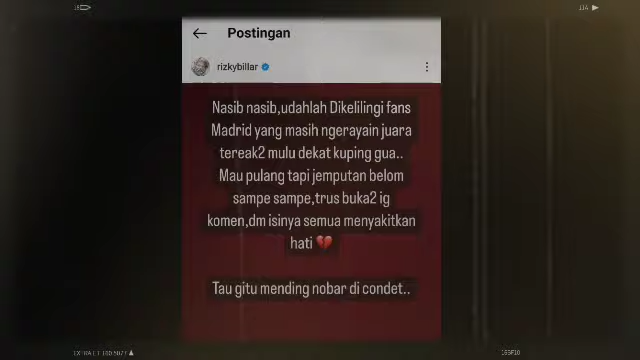 Postingan
rizkybillar
Nasib nasib,udahlah Dikelilingi fans
Madrid yang masih ngerayain juara
tereak2 mulu dekat kuping gua..
Mau pulang tapi jemputan belom
sampe sampe,trus buka2 ig
komen,dm isinya semua menyakitkan
hati 💔
Tau gitu mending nobar di condet..